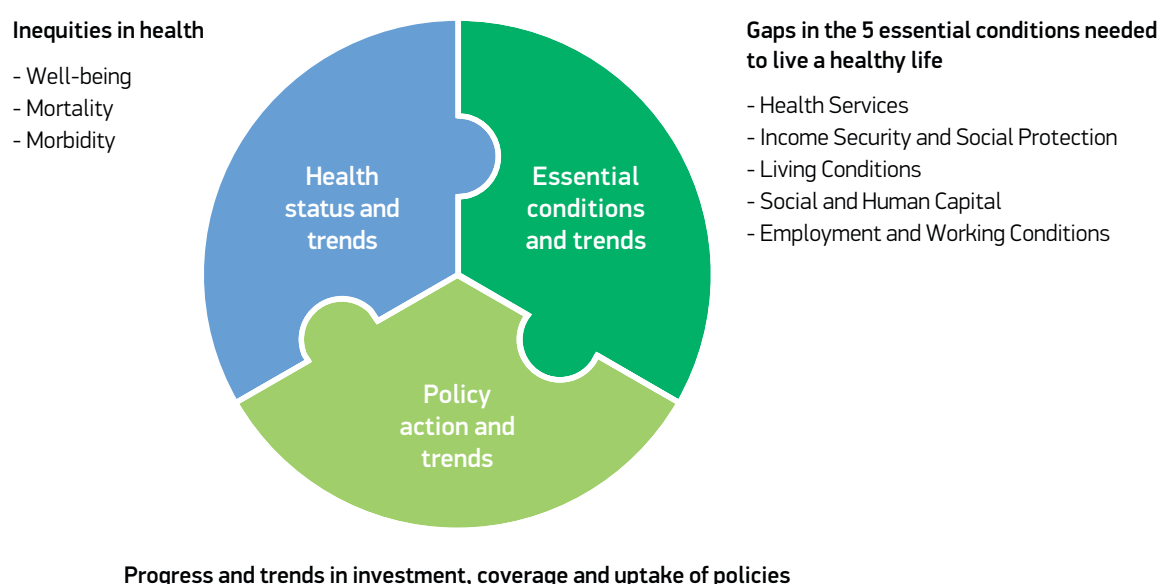 Inequities in health
- Well-being
- Mortality
- Morbidity
Health
status and
trends
Essential
conditions
and trends
Policy
action and
trends
Gaps in the 5 essential conditions needed
to live a healthy life
- Health Services
- Income Security and Social Protection
- Living Conditions
- Social and Human Capital
- Employment and Working Conditions
Progress and trends in investment, coverage and uptake of policies